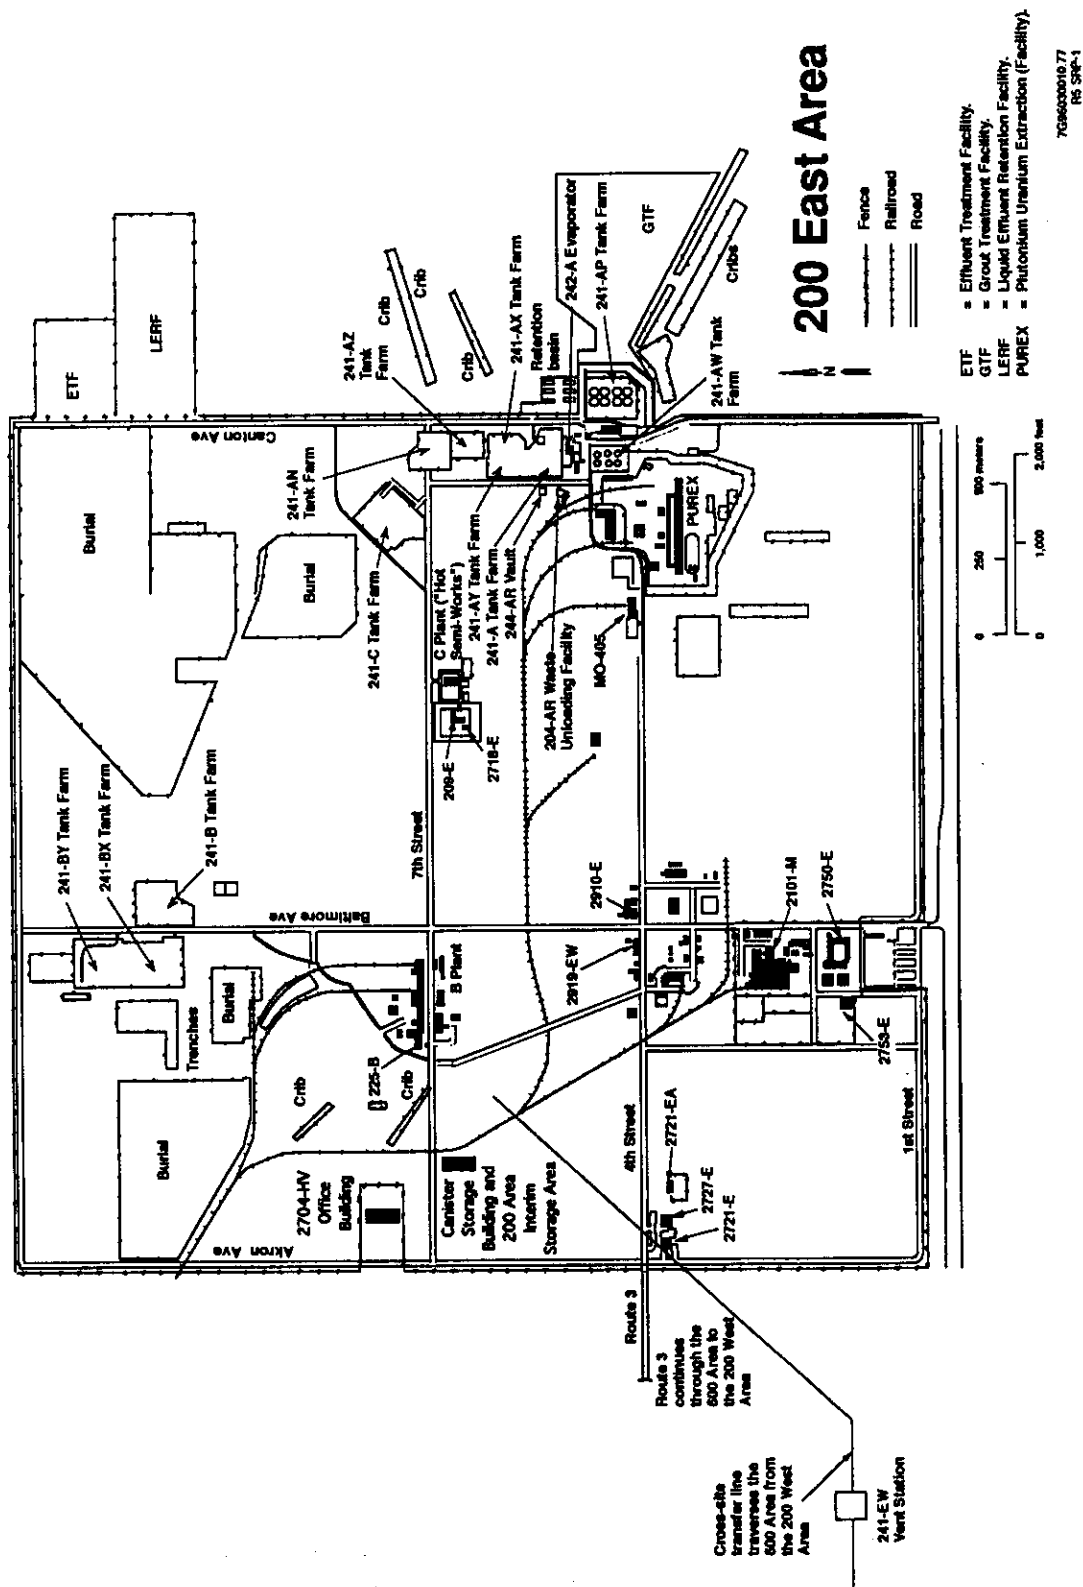 ETF
LERF
Burial
Canton Ave
241-AN
Tank Farm
241-AZ
Tank
Farm
Crib
Crib
Crib
241-AX Tank Farm
Retention
basin
242-A Evaporator
241-AP Tank Farm
GTF
Cribs
241-AW Tank
Farm
Burial
241-C Tank Farm
C Plant ("Hot
Semi-Works")
241-AY Tank Farm
241-A Tank Farm
244-AR Vault
204-AR Waste
Unloading Facility
MO-405
PUREX
209-E
2718-E
7th Street
241-BY Tank Farm
241-BX Tank Farm
241-B Tank Farm
Baltimore Ave
2910-E
2919-EW
2101-M
2750-E
2753-E
Trenches
Burial
B Plant
225-B
Crib
Crib
Burial
2704-HV
Office
Building
Akron Ave
Canister
Storage
Building and
200 Area
Interim
Storage Area
4th Street
2721-EA
2727-E
2721-E
1st Street
Route 3
Route 3
continues
through the
600 Area to
the 200 West
Area
Cross-site
transfer line
traverses the
600 Area from
the 200 West
Area
241-EW
Vent Station
200 East Area
N
Fence
Railroad
Road
0 250 500 meters
0 1,000 2,000 feet
ETF = Effluent Treatment Facility.
GTF = Grout Treatment Facility.
LERF = Liquid Effluent Retention Facility.
PUREX = Plutonium Uranium Extraction (Facility).
7G96030010.77
R5 SRP-1